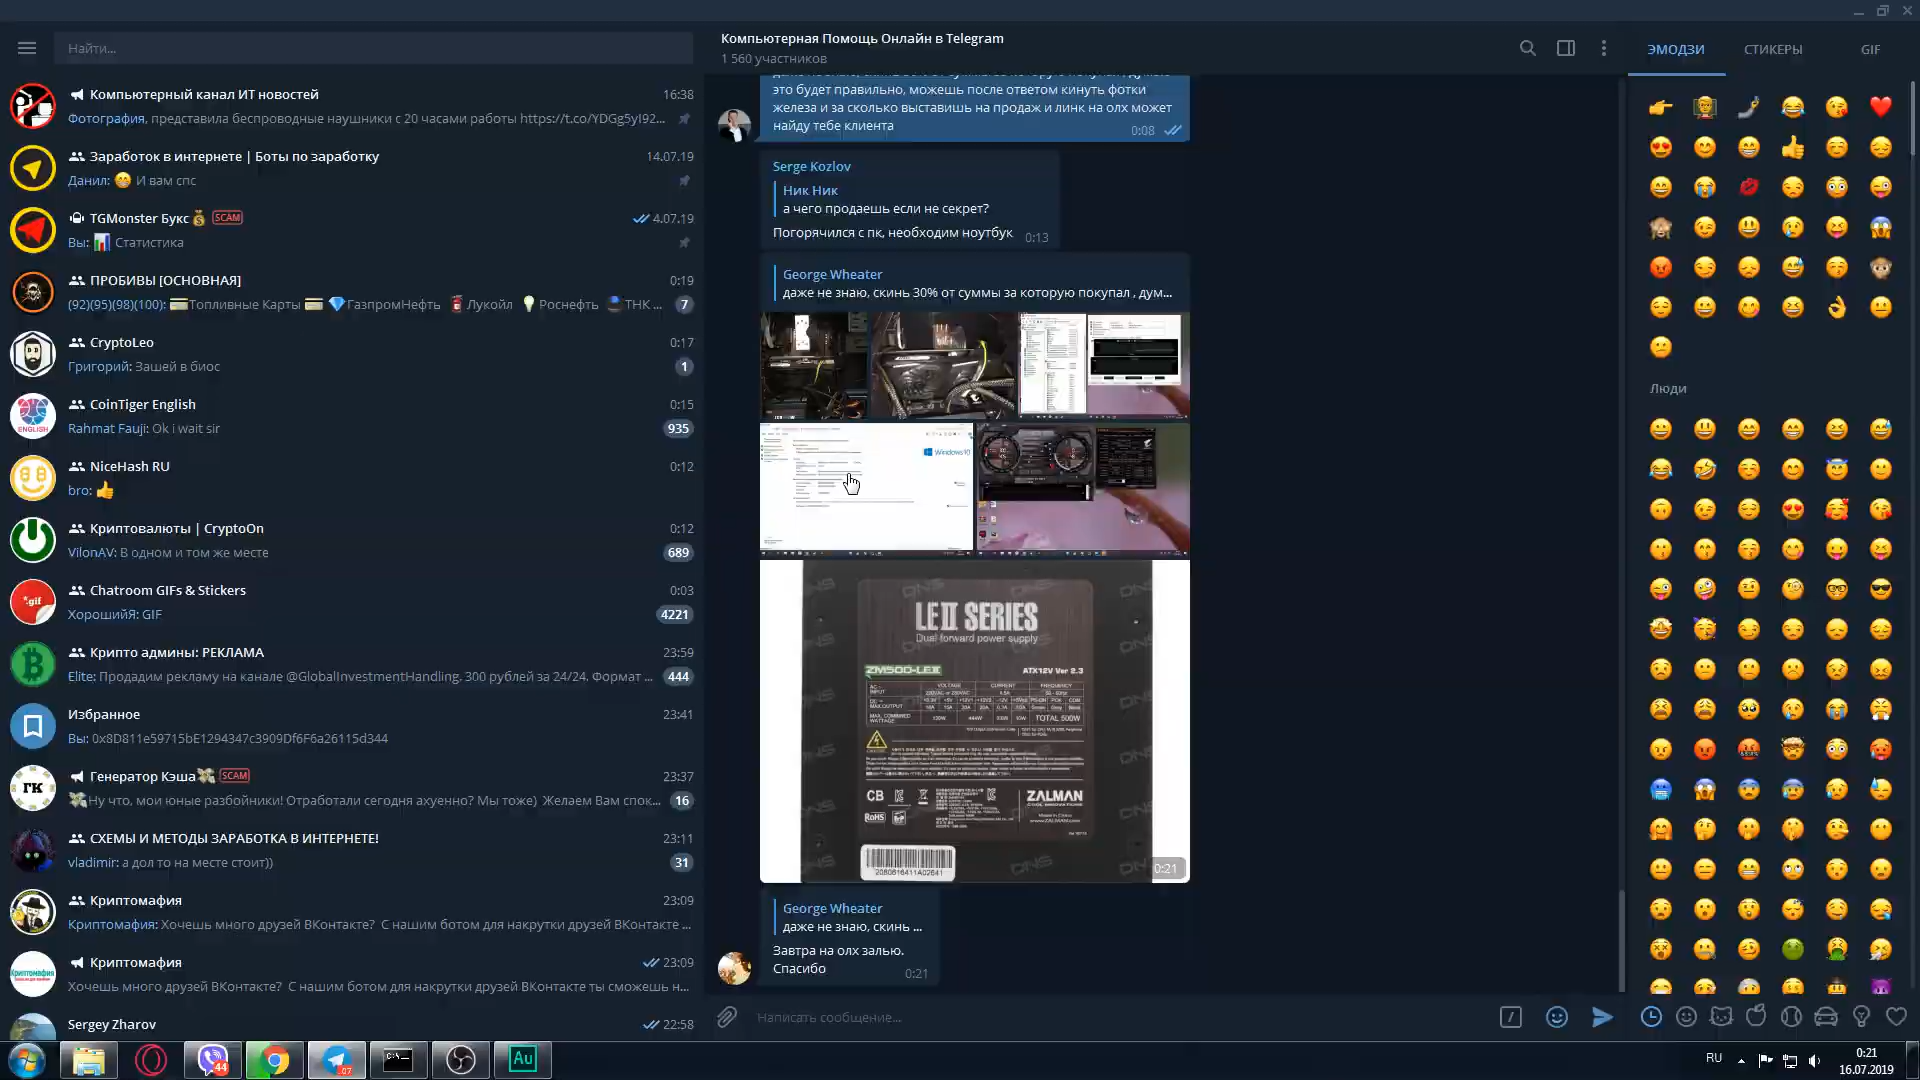 Найти...
Компьютерный канал ИТ новостей
16:38
Фотография, представила беспроводные наушники с 20 часами работы https://t.co/YDGg5yI92...
Заработок в интернете | Боты по заработку
14.07.19
Данил: 😁 И вам спс
TGMonster Букс💰 SCAM
4.07.19
Вы: 📊 Статистика
ПРОБИВЫ [ОСНОВНАЯ]
0:19
(92)(95)(98)(100): 💳Топливные Карты 💳 💎ГазпромНефть ⛽Лукойл 💡Роснефть ТНК ...
7
CryptoLeo
0:17
Григорий: Зашей в биос
1
CoinTiger English
0:15
Rahmat Fauji: Ok i wait sir
935
NiceHash RU
0:12
bro: 👍
Криптовалюты | CryptoOn
0:12
VilonAV: В одном и том же месте
689
Chatroom GIFs & Stickers
0:03
ХорошийЯ: GIF
4221
Крипто админы: РЕКЛАМА
23:59
Elite: Продадим рекламу на канале @GlobalInvestmentHandling. 300 рублей за 24/24. Формат ...
444
Избранное
23:41
Вы: 0x8D811e59715bE1294347c3909Df6F6a26115d344
Генератор Кэша💸 SCAM
23:37
💸Ну что, мои юные разбойники! Отработали сегодня ахуенно? Мы тоже) Желаем Вам спок...
16
СХЕМЫ И МЕТОДЫ ЗАРАБОТКА В ИНТЕРНЕТЕ!
23:11
vladimir: а дол то на месте стоит))
31
Криптомафия
23:09
Криптомафия: Хочешь много друзей ВКонтакте? С нашим ботом для накрутки друзей ВКонтакте ...
Криптомафия
23:09
Хочешь много друзей ВКонтакте? С нашим ботом для накрутки друзей ВКонтакте ты сможешь н...
Sergey Zharov
22:58
Компьютерная Помощь Онлайн в Telegram
1 560 участников
это будет правильно, можешь после ответом кинуть фотки
железа и за сколько выставишь на продаж и линк на олх может
найду тебе клиента
0:08
Serge Kozlov
Ник Ник
а чего продаешь если не секрет?
Погорячился с пк, необходим ноутбук
0:13
George Wheater
даже не знаю, скинь 30% от суммы за которую покупал , дум...
Windows 10
LEII SERIES
Dual forward power supply
ZM500-LEII
ATX12V Ver 2.3
TOTAL 500W
CB
RoHS
ZALMAN
2080616411A02641
0:21
George Wheater
даже не знаю, скинь ...
Завтра на олх залью.
Спасибо
0:21
Написать сообщение...
ЭМОДЗИ
СТИКЕРЫ
GIF
Люди
44
..07
Au
RU
0:21
16.07.2019